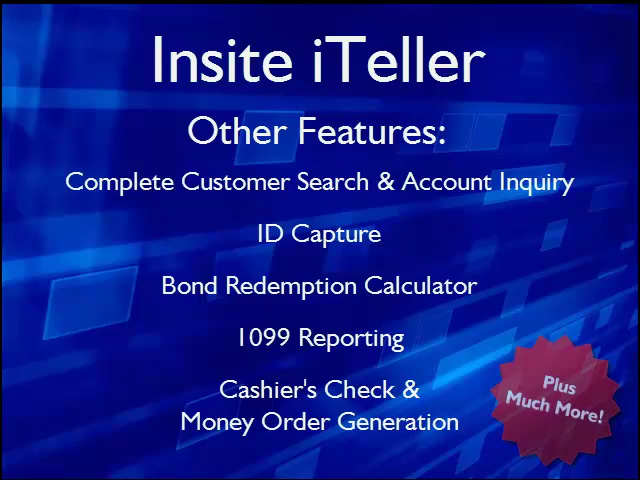 Insite iTeller
Other Features:
Complete Customer Search & Account Inquiry
ID Capture
Bond Redemption Calculator
1099 Reporting
Cashier's Check &
Money Order Generation
Plus
Much More!